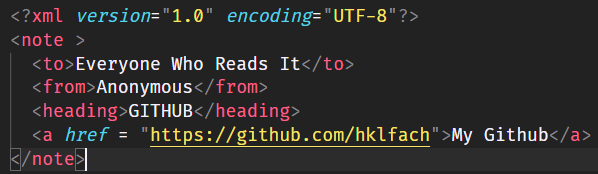 <?xml version="1.0" encoding="UTF-8"?>
<note >
<to>Everyone Who Reads It</to>
<from>Anonymous</from>
<heading>GITHUB</heading>
<a href = "https://github.com/hklfach">My Github</a>
</note>